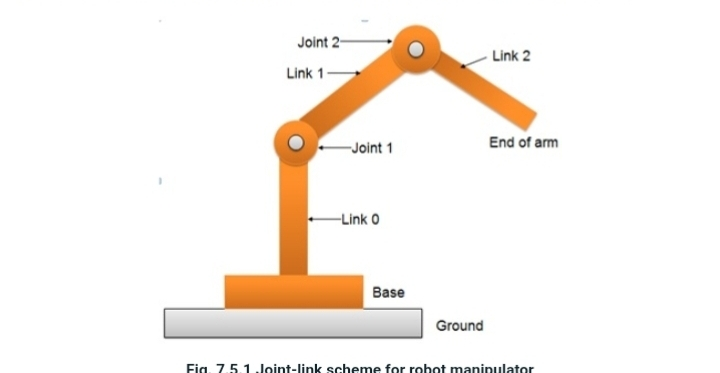 Joint 2
Link 2
Link 1
Joint 1
End of arm
Link 0
Base
Ground
Fig. 7.5.1 Joint-link scheme for robot manipulator